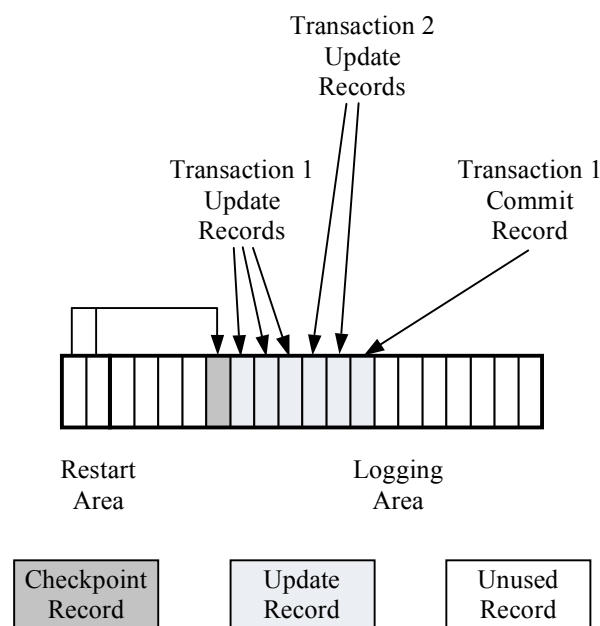 Transaction 2
Update
Records
Transaction 1
Update
Records
Transaction 1
Commit
Record
Restart
Area
Logging
Area
Checkpoint
Record
Update
Record
Unused
Record